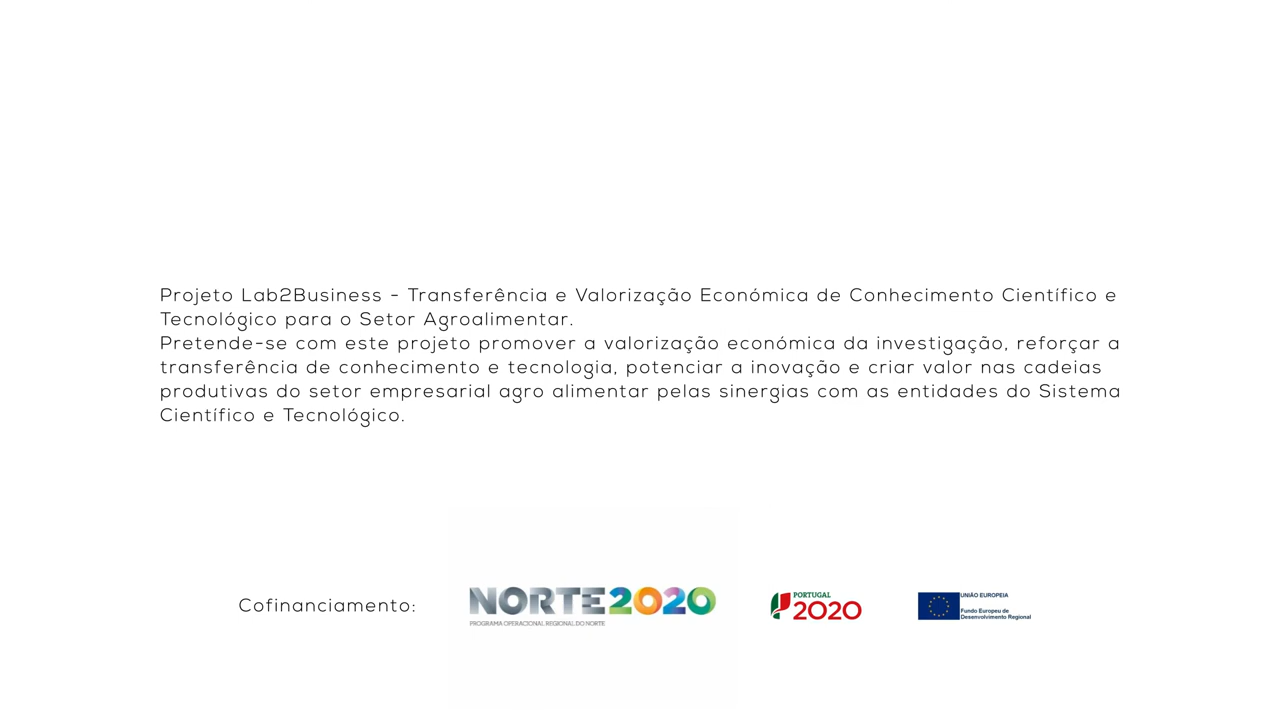 Projeto Lab2Business - Transferência e Valorização Económica de Conhecimento Científico e
Tecnológico para o Setor Agroalimentar.
Pretende-se com este projeto promover a valorização económica da investigação, reforçar a
transferência de conhecimento e tecnologia, potenciar a inovação e criar valor nas cadeias
produtivas do setor empresarial agro alimentar pelas sinergias com as entidades do Sistema
Científico e Tecnológico.
Cofinanciamento:
NORTE2020
PROGRAMA OPERACIONAL REGIONAL DO NORTE
PORTUGAL
2020
UNIÃO EUROPEIA
Fundo Europeu de
Desenvolvimento Regional